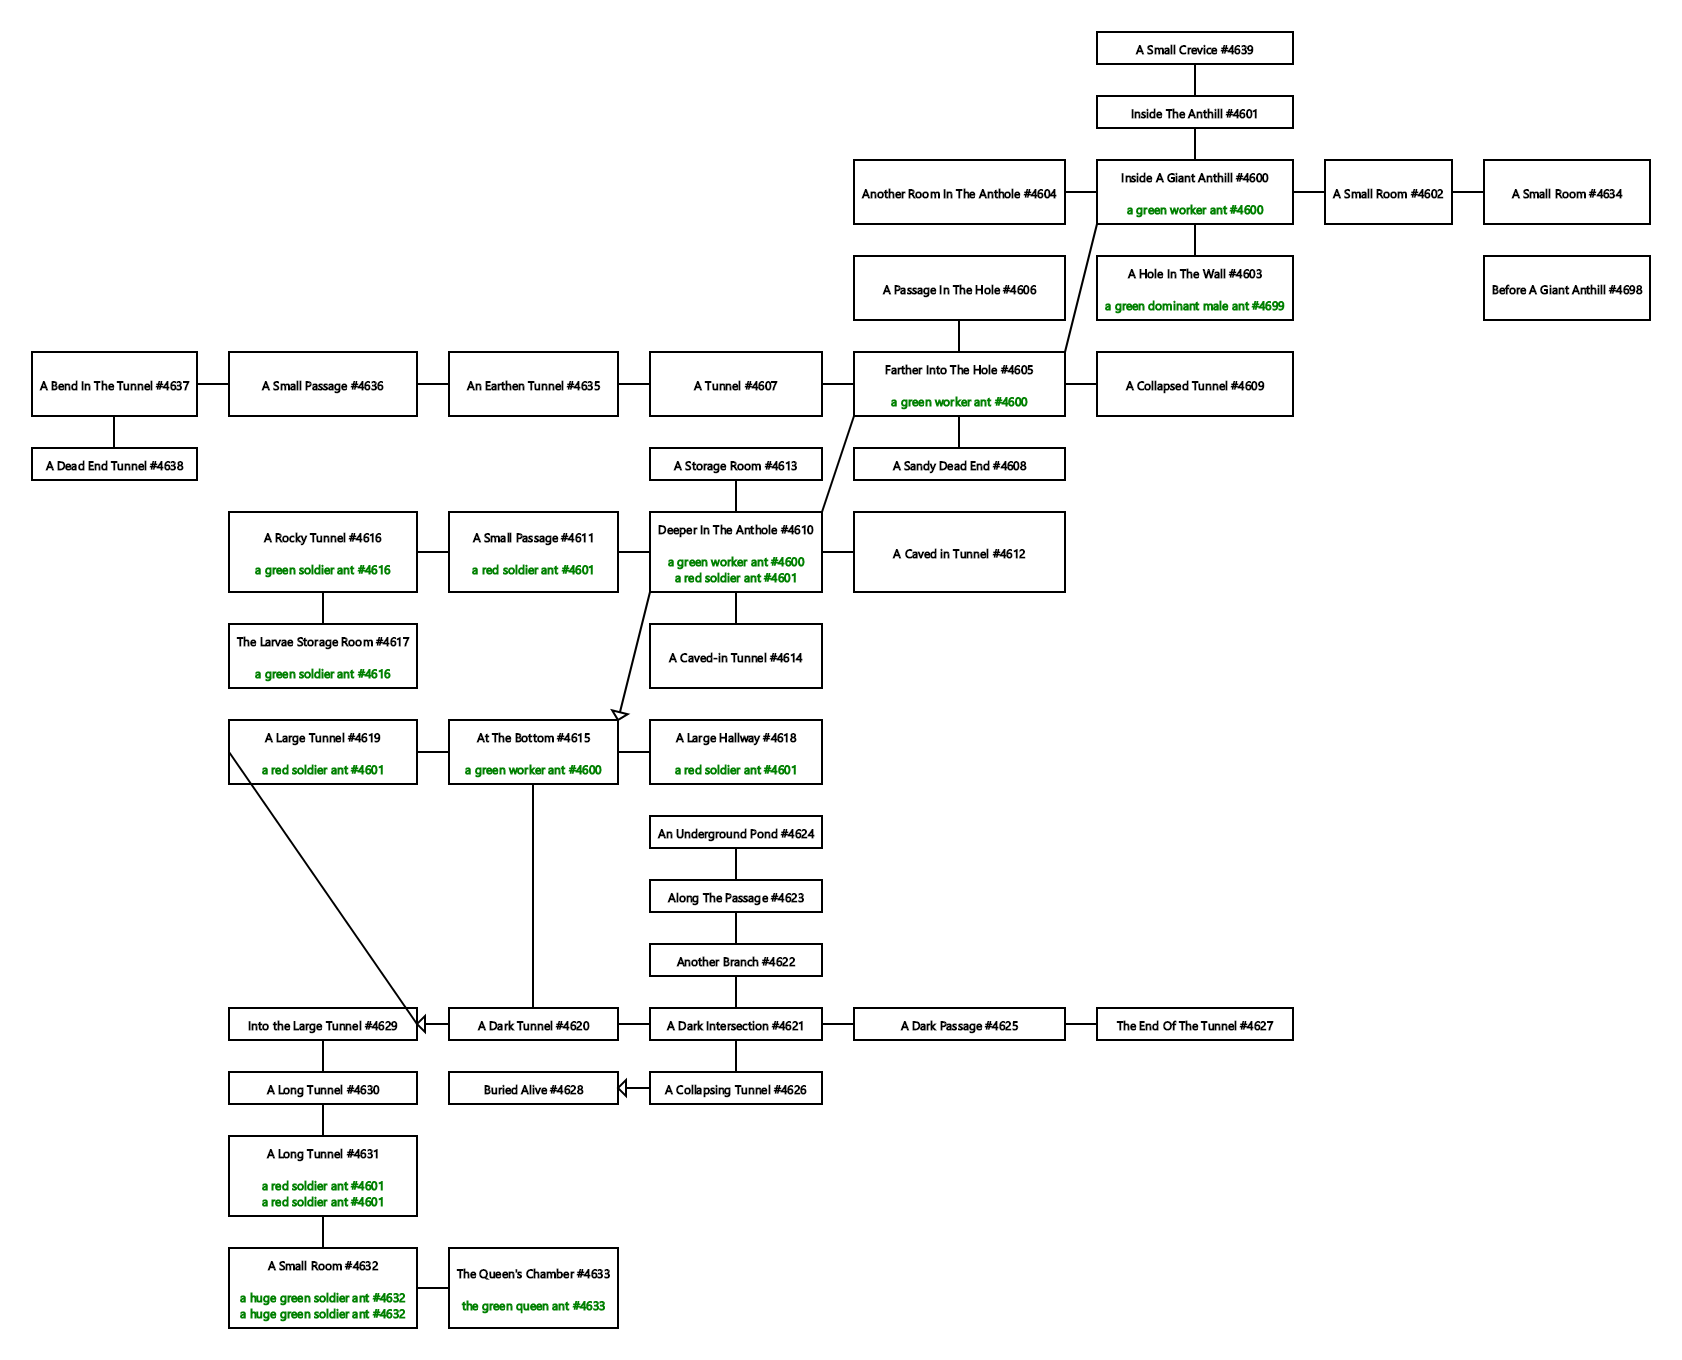 A Small Crevice #4639
Inside The Anthill #4601
Another Room In The Anthole #4604
Inside A Giant Anthill #4600
a green worker ant #4600
A Small Room #4602
A Small Room #4634
A Passage In The Hole #4606
A Hole In The Wall #4603
a green dominant male ant #4699
Before A Giant Anthill #4698
A Bend In The Tunnel #4637
A Small Passage #4636
An Earthen Tunnel #4635
A Tunnel #4607
Farther Into The Hole #4605
a green worker ant #4600
A Collapsed Tunnel #4609
A Dead End Tunnel #4638
A Storage Room #4613
A Sandy Dead End #4608
A Rocky Tunnel #4616
a green soldier ant #4616
A Small Passage #4611
a red soldier ant #4601
Deeper In The Anthole #4610
a green worker ant #4600
a red soldier ant #4601
A Caved in Tunnel #4612
The Larvae Storage Room #4617
a green soldier ant #4616
A Caved-in Tunnel #4614
A Large Tunnel #4619
a red soldier ant #4601
At The Bottom #4615
a green worker ant #4600
A Large Hallway #4618
a red soldier ant #4601
An Underground Pond #4624
Along The Passage #4623
Another Branch #4622
Into the Large Tunnel #4629
A Dark Tunnel #4620
A Dark Intersection #4621
A Dark Passage #4625
The End Of The Tunnel #4627
A Long Tunnel #4630
Buried Alive #4628
A Collapsing Tunnel #4626
A Long Tunnel #4631
a red soldier ant #4601
a red soldier ant #4601
A Small Room #4632
a huge green soldier ant #4632
a huge green soldier ant #4632
The Queen's Chamber #4633
the green queen ant #4633